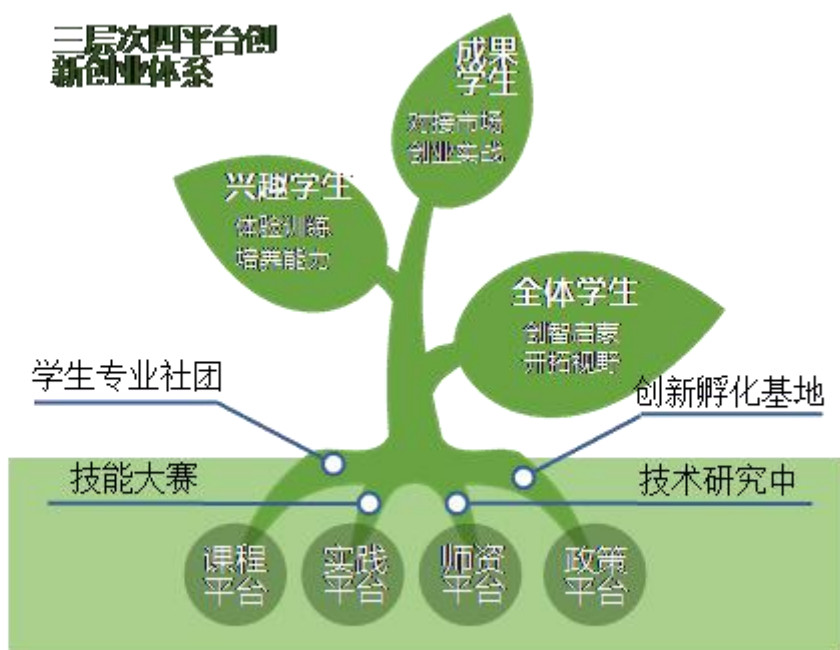 三层次四平台创
新创业体系
成果
学生
对接市场
创业实战
兴趣学生
体验训练
培养能力
全体学生
创智启蒙
开拓视野
学生专业社团
创新孵化基地
技能大赛
技术研究中
课程
平台
实践
平台
师资
平台
政策
平台